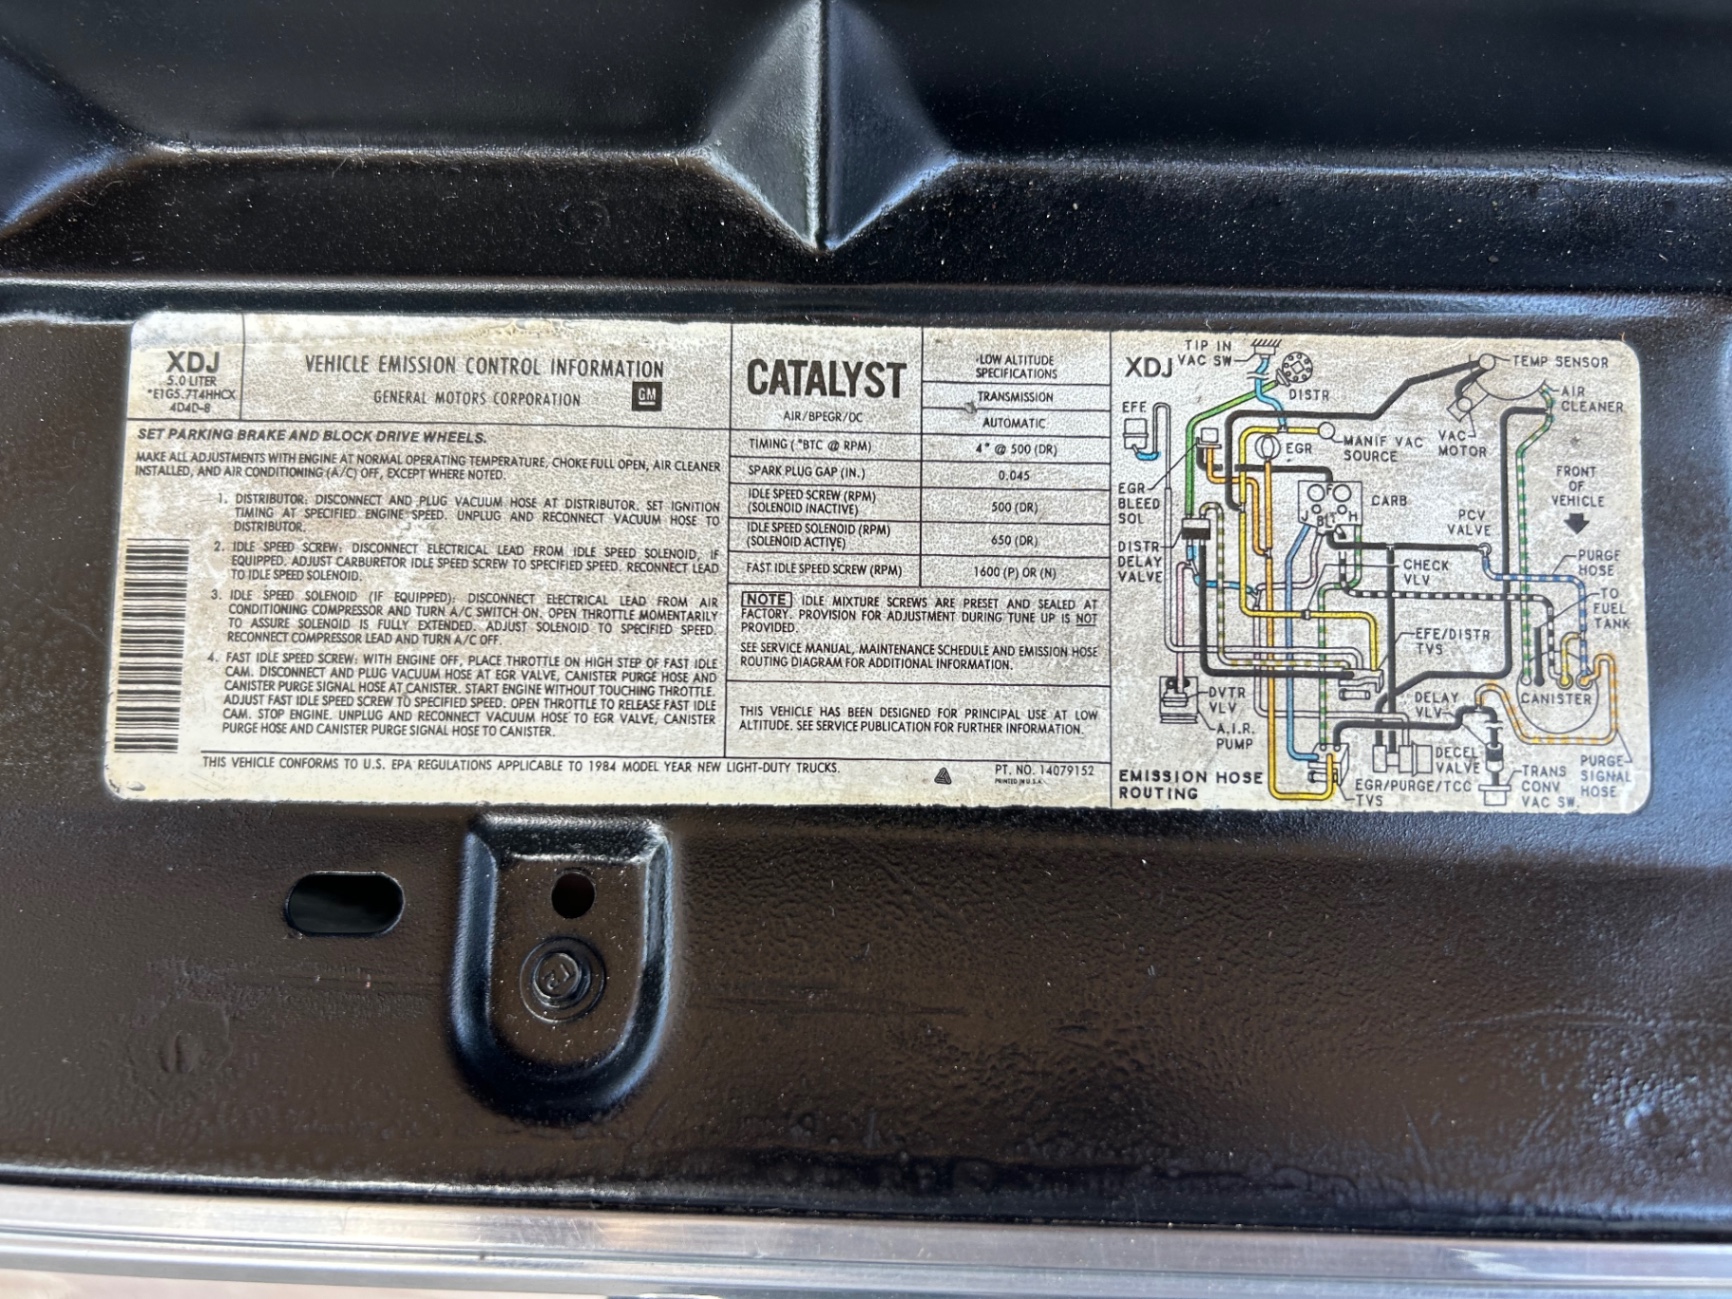 XDJ
5.0 LITER
*E1G5.7T4HHCX
4D4D-8
VEHICLE EMISSION CONTROL INFORMATION
GENERAL MOTORS CORPORATION
GM
SET PARKING BRAKE AND BLOCK DRIVE WHEELS.
MAKE ALL ADJUSTMENTS WITH ENGINE AT NORMAL OPERATING TEMPERATURE, CHOKE FULL OPEN, AIR CLEANER
INSTALLED, AND AIR CONDITIONING (A/C) OFF, EXCEPT WHERE NOTED.
1. DISTRIBUTOR: DISCONNECT AND PLUG VACUUM HOSE AT DISTRIBUTOR. SET IGNITION
TIMING AT SPECIFIED ENGINE SPEED. UNPLUG AND RECONNECT VACUUM HOSE TO
DISTRIBUTOR.
2. IDLE SPEED SCREW: DISCONNECT ELECTRICAL LEAD FROM IDLE SPEED SOLENOID, IF
EQUIPPED. ADJUST CARBURETOR IDLE SPEED SCREW TO SPECIFIED SPEED. RECONNECT LEAD
TO IDLE SPEED SOLENOID.
3. IDLE SPEED SOLENOID (IF EQUIPPED): DISCONNECT ELECTRICAL LEAD FROM AIR
CONDITIONING COMPRESSOR AND TURN A/C SWITCH ON. OPEN THROTTLE MOMENTARILY
TO ASSURE SOLENOID IS FULLY EXTENDED. ADJUST SOLENOID TO SPECIFIED SPEED.
RECONNECT COMPRESSOR LEAD AND TURN A/C OFF.
4. FAST IDLE SPEED SCREW: WITH ENGINE OFF, PLACE THROTTLE ON HIGH STEP OF FAST IDLE
CAM. DISCONNECT AND PLUG VACUUM HOSE AT EGR VALVE, CANISTER PURGE HOSE AND
CANISTER PURGE SIGNAL HOSE AT CANISTER. START ENGINE WITHOUT TOUCHING THROTTLE.
ADJUST FAST IDLE SPEED SCREW TO SPECIFIED SPEED. OPEN THROTTLE TO RELEASE FAST IDLE
CAM. STOP ENGINE. UNPLUG AND RECONNECT VACUUM HOSE TO EGR VALVE, CANISTER
PURGE HOSE AND CANISTER PURGE SIGNAL HOSE TO CANISTER.
THIS VEHICLE CONFORMS TO U.S. EPA REGULATIONS APPLICABLE TO 1984 MODEL YEAR NEW LIGHT-DUTY TRUCKS.
CATALYST
AIR/BPEGR/OC
LOW ALTITUDE
SPECIFICATIONS
TRANSMISSION
AUTOMATIC
TIMING (°BTC @ RPM) 4° @ 500 (DR)
SPARK PLUG GAP (IN.) 0.045
IDLE SPEED SCREW (RPM)
(SOLENOID INACTIVE) 500 (DR)
IDLE SPEED SOLENOID (RPM)
(SOLENOID ACTIVE) 650 (DR)
FAST IDLE SPEED SCREW (RPM) 1600 (P) OR (N)
NOTE IDLE MIXTURE SCREWS ARE PRESET AND SEALED AT
FACTORY. PROVISION FOR ADJUSTMENT DURING TUNE UP IS NOT
PROVIDED.
SEE SERVICE MANUAL, MAINTENANCE SCHEDULE AND EMISSION HOSE
ROUTING DIAGRAM FOR ADDITIONAL INFORMATION.
THIS VEHICLE HAS BEEN DESIGNED FOR PRINCIPAL USE AT LOW
ALTITUDE. SEE SERVICE PUBLICATION FOR FURTHER INFORMATION.
PT. NO. 14079152
PRINTED IN U.S.A.
XDJ
TIP IN
VAC SW.
DISTR
TEMP SENSOR
AIR
CLEANER
EFE
EGR
MANIF VAC
SOURCE
VAC
MOTOR
FRONT
OF
VEHICLE
EGR
BLEED
SOL
F
J
BLT
H
CARB
PCV
VALVE
DISTR
DELAY
VALVE
CHECK
VLV
PURGE
HOSE
TO
FUEL
TANK
EFE/DISTR
TVS
DVTR
VLV
DELAY
VLV
CANISTER
A.I.R.
PUMP
DECEL
VALVE
PURGE
SIGNAL
HOSE
EGR/PURGE/TCC
TVS
TRANS
CONV
VAC SW.
EMISSION HOSE
ROUTING